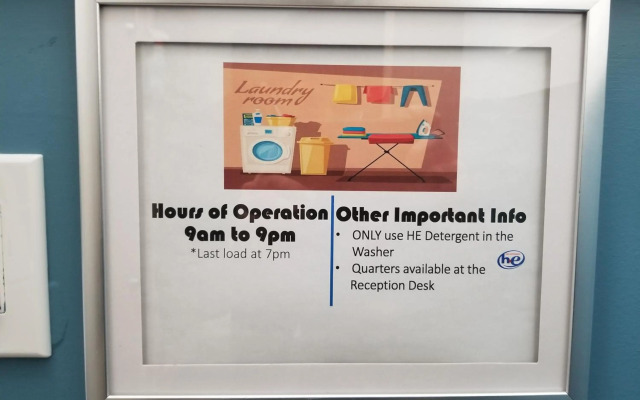 Laundry
room
Hours of Operation
9am to 9pm
*Last load at 7pm
Other Important Info
• ONLY use HE Detergent in the
Washer
he
• Quarters available at the
Reception Desk